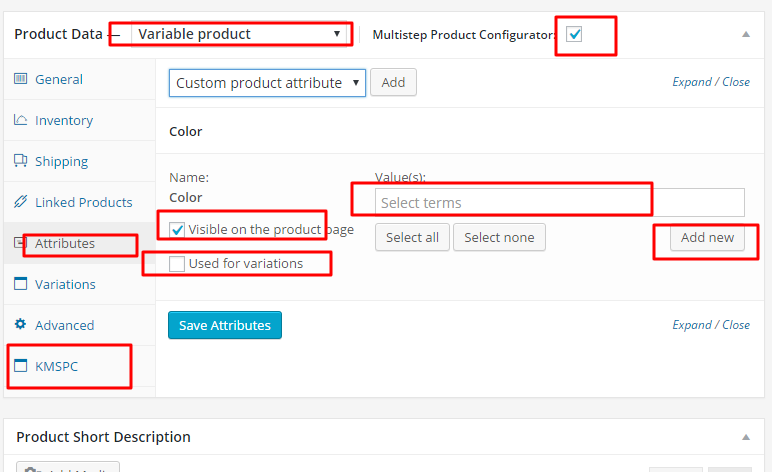 Product Data — Variable product Multistep Product Configurator:
General
Inventory
Shipping
Linked Products
Attributes
Variations
Advanced
KMSPC
Custom product attribute Add Expand / Close
Color
Name: Value(s):
Color
Select terms
Visible on the product page
Select all Select none Add new
Used for variations
Save Attributes Expand / Close
Product Short Description